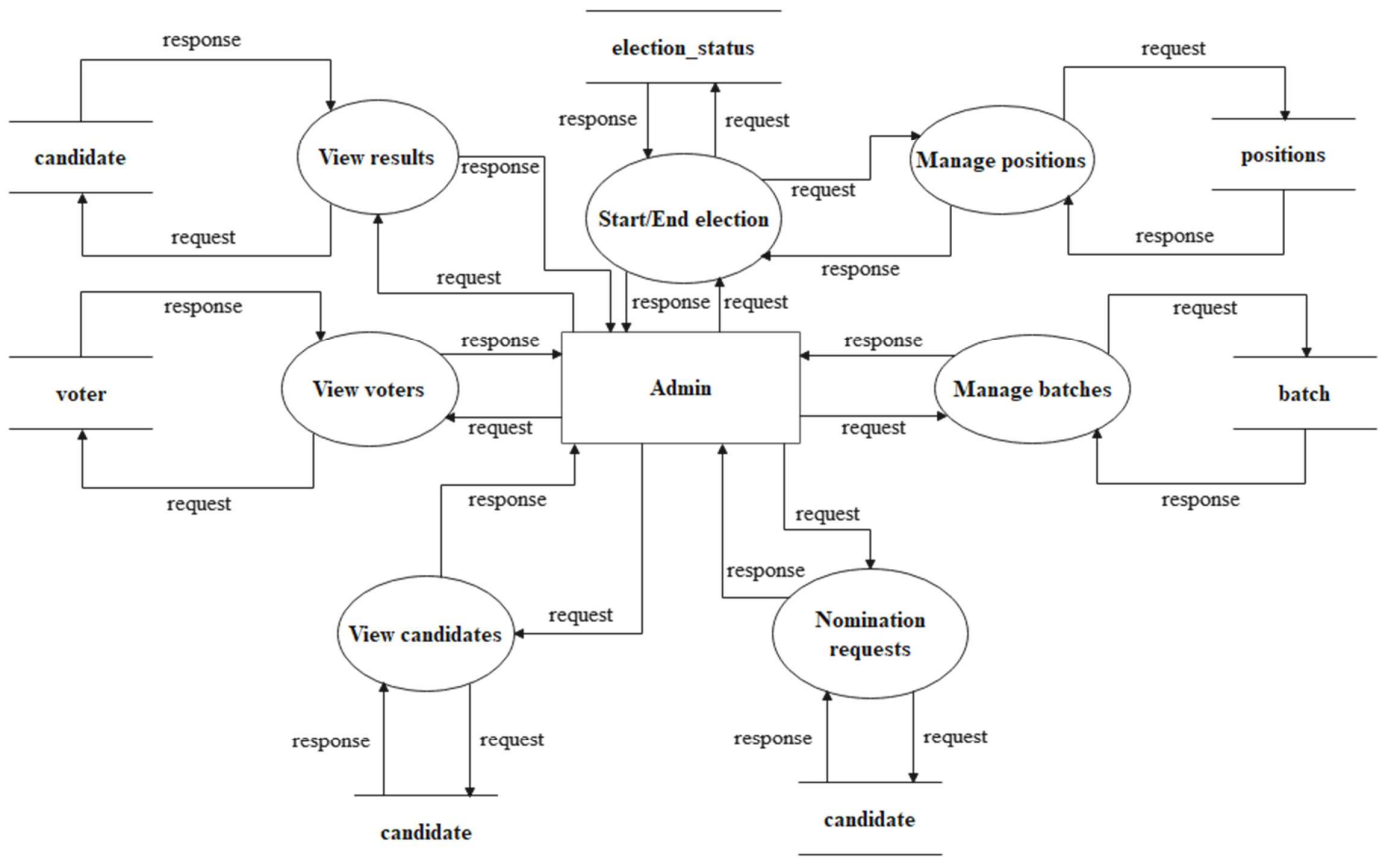 response
election_status
request
candidate
View results
response
response
request
Manage positions
positions
request
request
Start/End election
response
response
request
request
response
request
response
request
response
response
View voters
Admin
Manage batches
batch
voter
request
request
request
response
response
request
response
Nomination
requests
View candidates
request
response
request
response
request
candidate
candidate